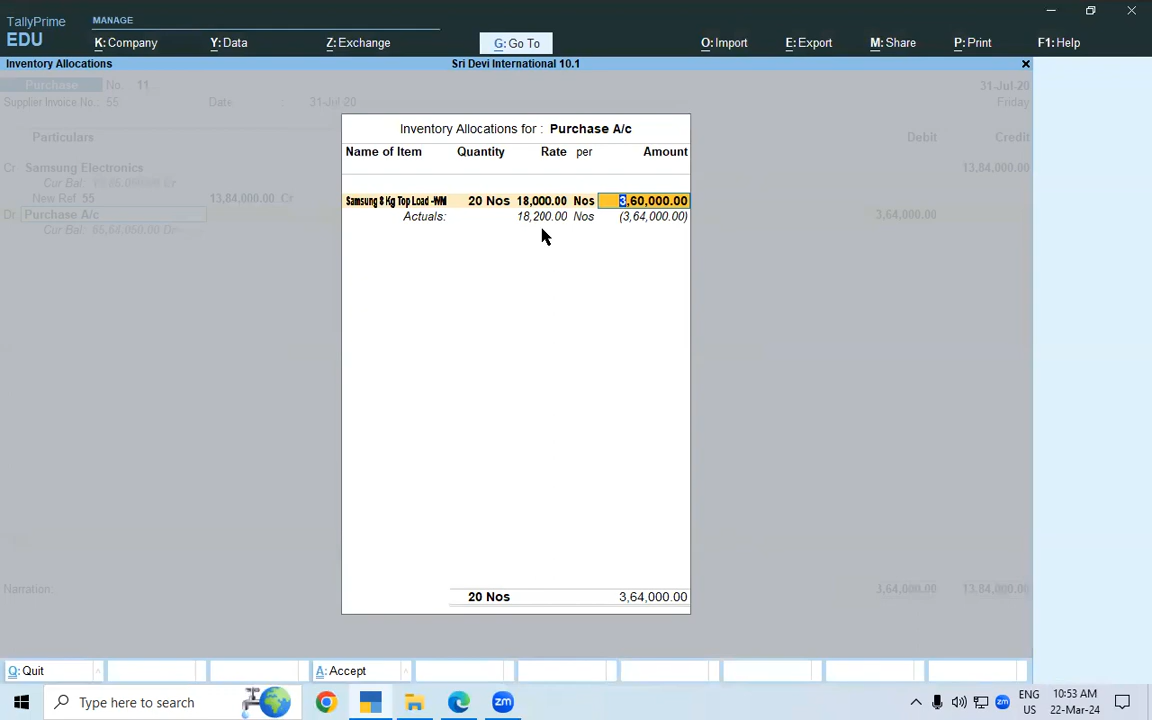 TallyPrime
EDU
MANAGE
K: Company
Y: Data
Z: Exchange
G: Go To
O: Import
E: Export
M: Share
P: Print
F1: Help
Inventory Allocations
Sri Devi International 10.1
Purchase No. 11 31-Jul-20
Supplier Invoice No.. 55 Date 31-Jul-20 Friday
Particulars Debit Credit
Cr Samsung Electronics 13,84,000.00
Cur Bal:
New Ref 55 13,84,000.00 Cr
Dr Purchase A/c 3,64,000.00
Cur Bal:
Inventory Allocations for : Purchase A/c
Name of Item Quantity Rate per Amount
Samsung 8 Kg Top Load -WM 20 Nos 18,000.00 Nos 3,60,000.00
Actuals: 18,200.00 Nos (3,64,000.00)
20 Nos 3,64,000.00
Narration: 3,64,000.00 13,84,000.00
Q: Quit
A: Accept
Type here to search
ENG
US
10:53 AM
22-Mar-24